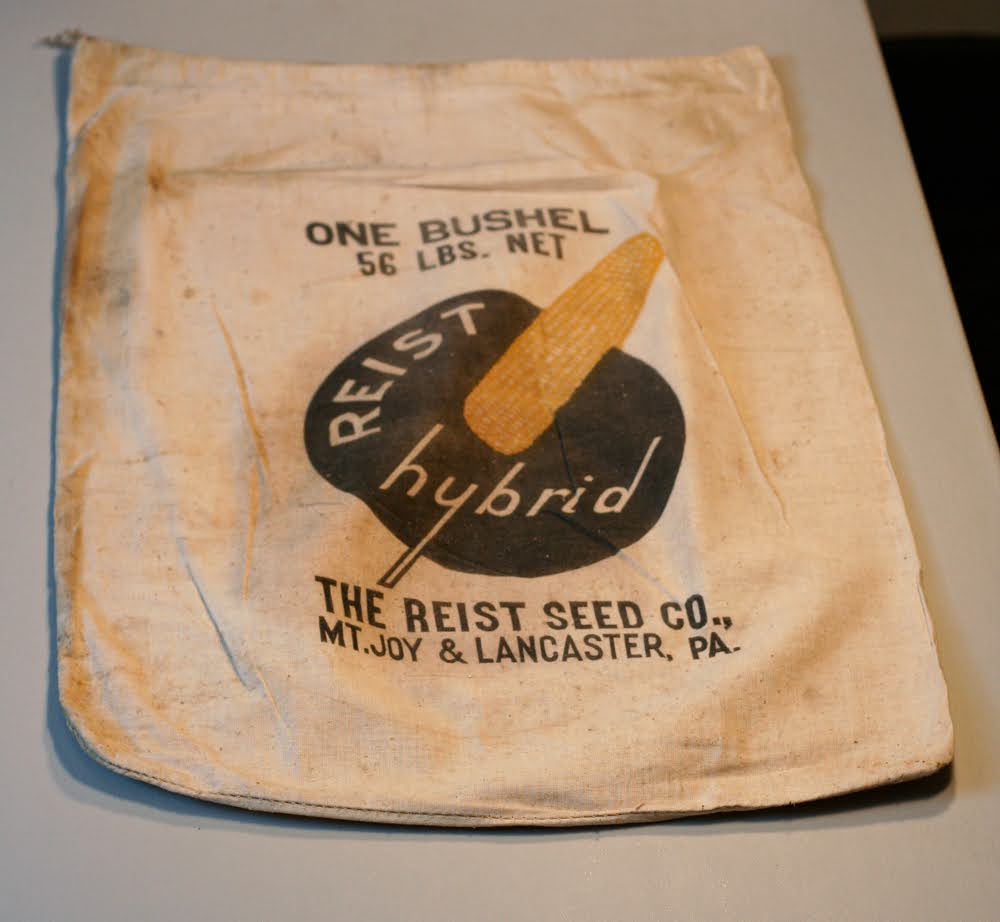 ONE BUSHEL
56 LBS. NET
REIST
hybrid
THE REIST SEED CO.,
MT. JOY & LANCASTER, PA.